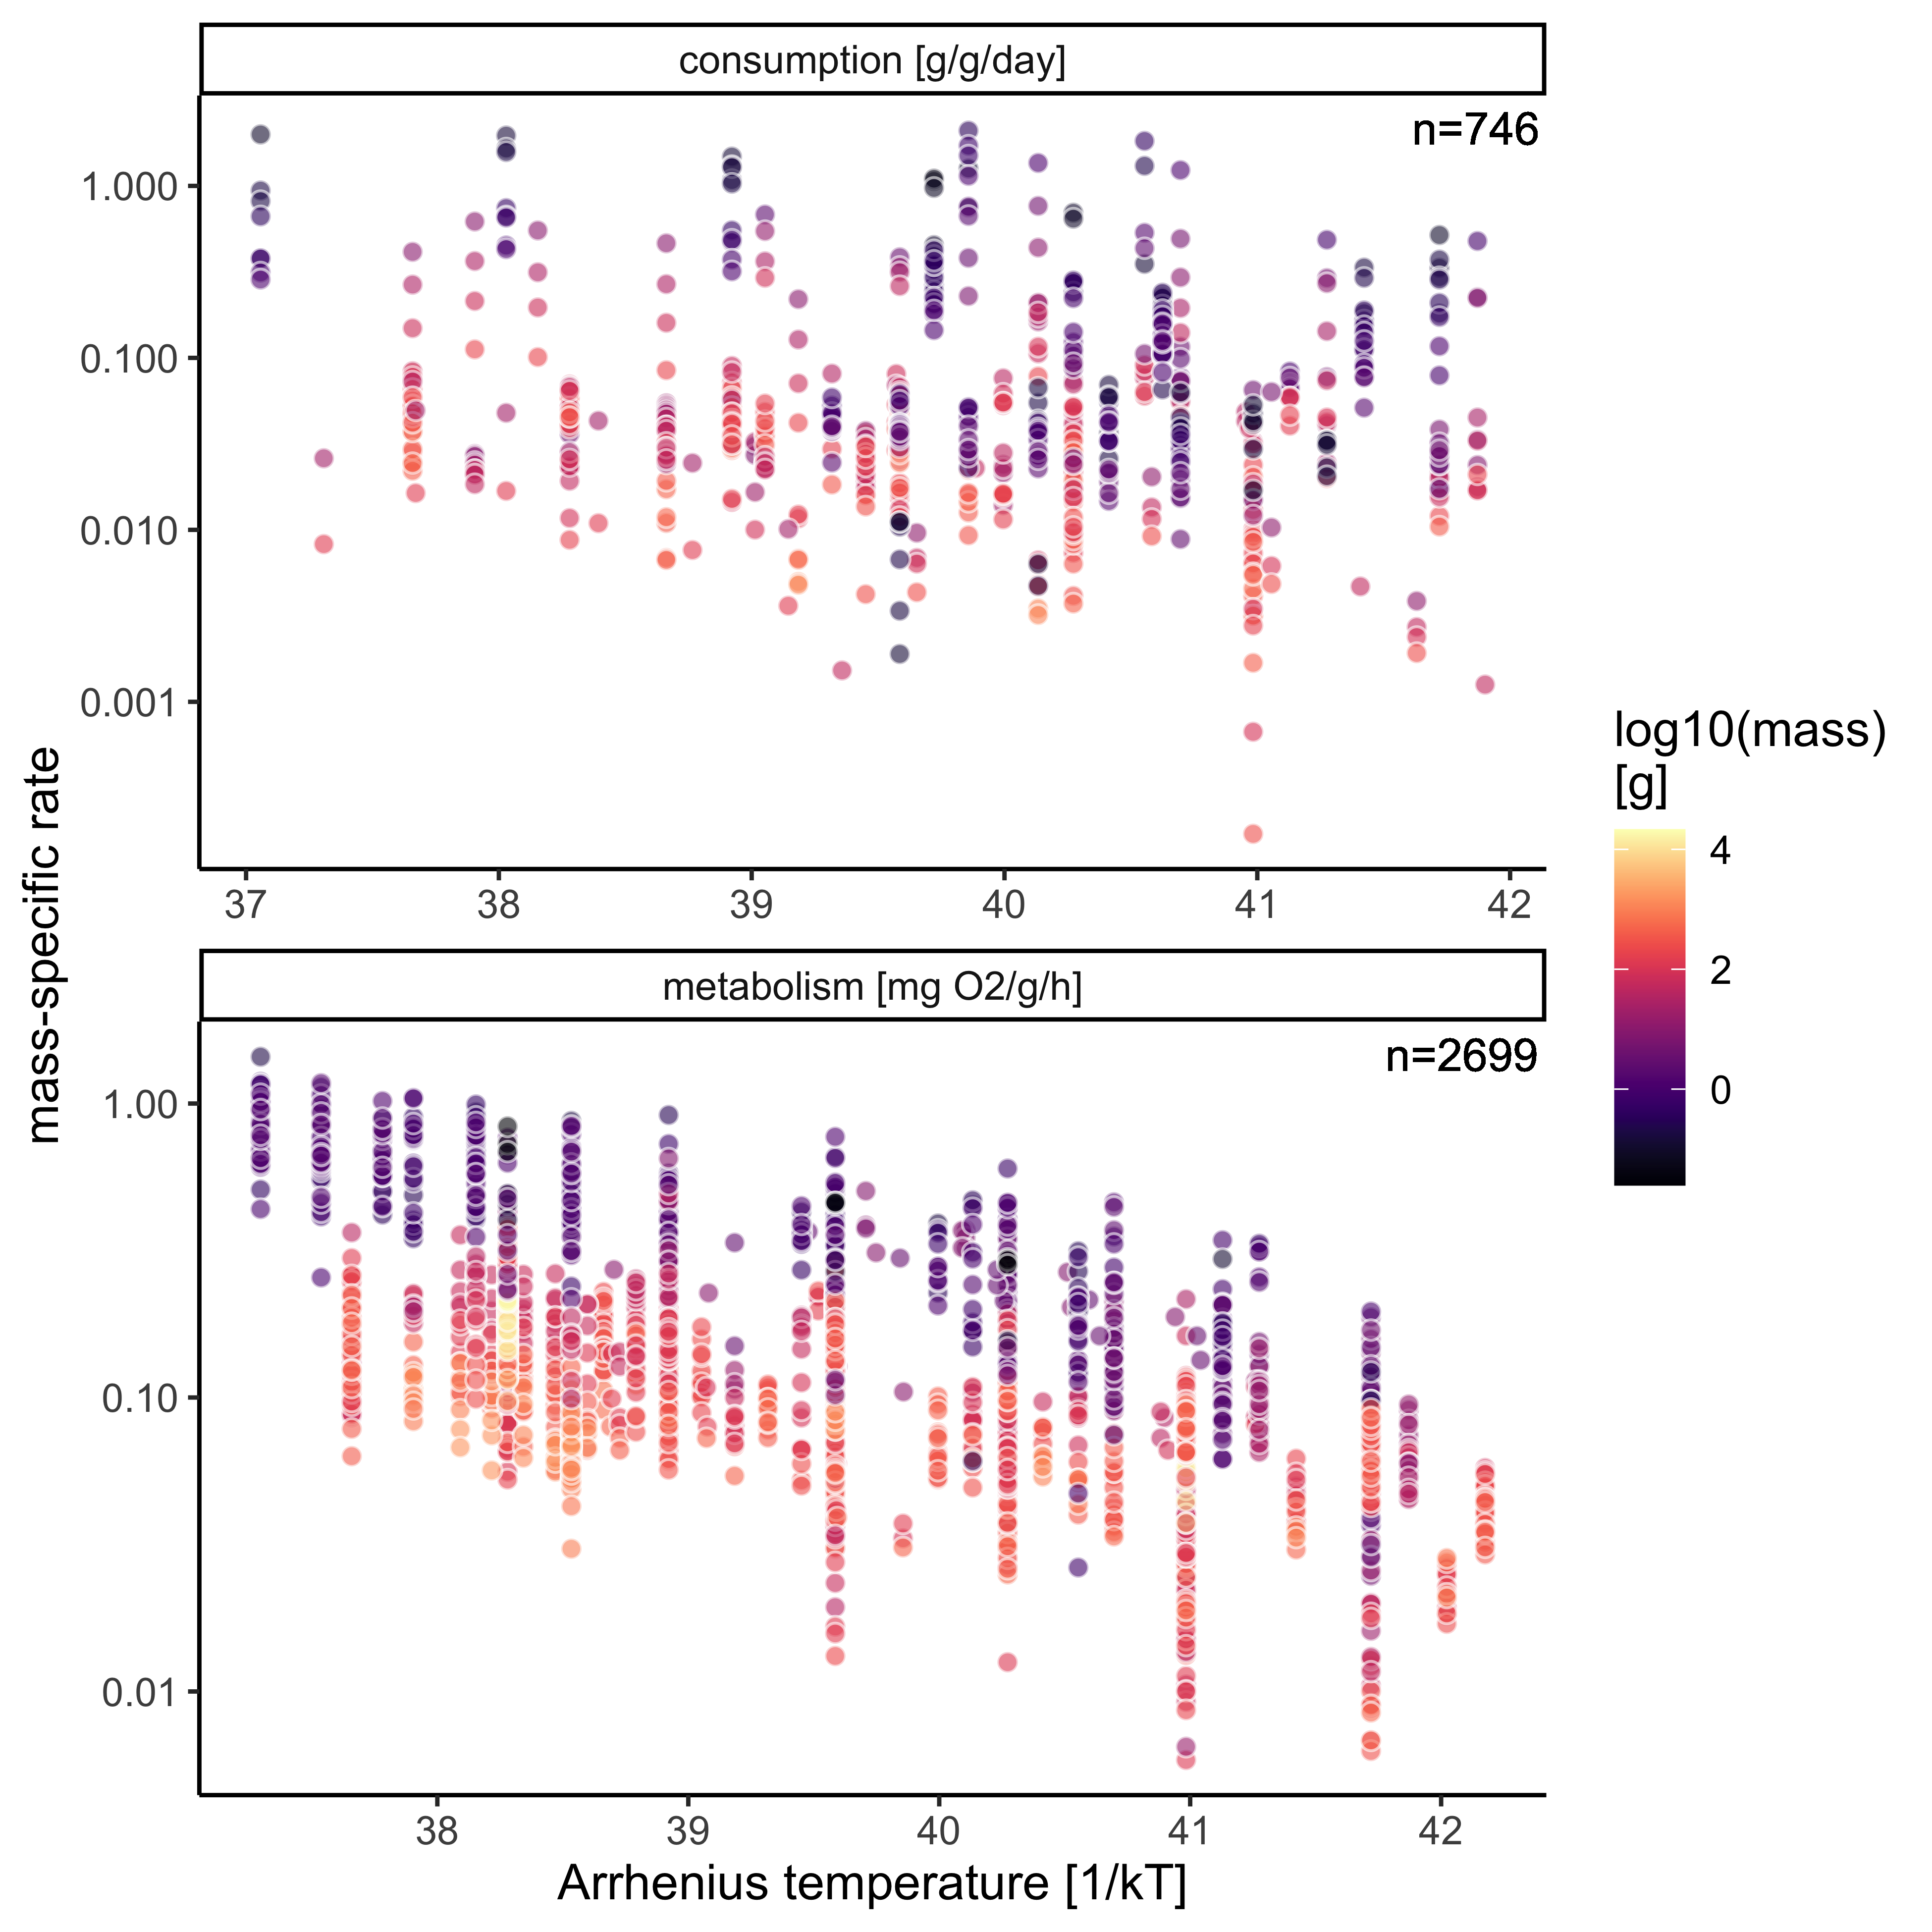 consumption [g/g/day]
n=746
1.000
0.100
0.010
0.001
37 38 39 40 41 42
mass-specific rate
metabolism [mg O2/g/h]
n=2699
1.00
0.10
0.01
38 39 40 41 42
Arrhenius temperature [1/kT]
log10(mass)
[g]
4
2
0